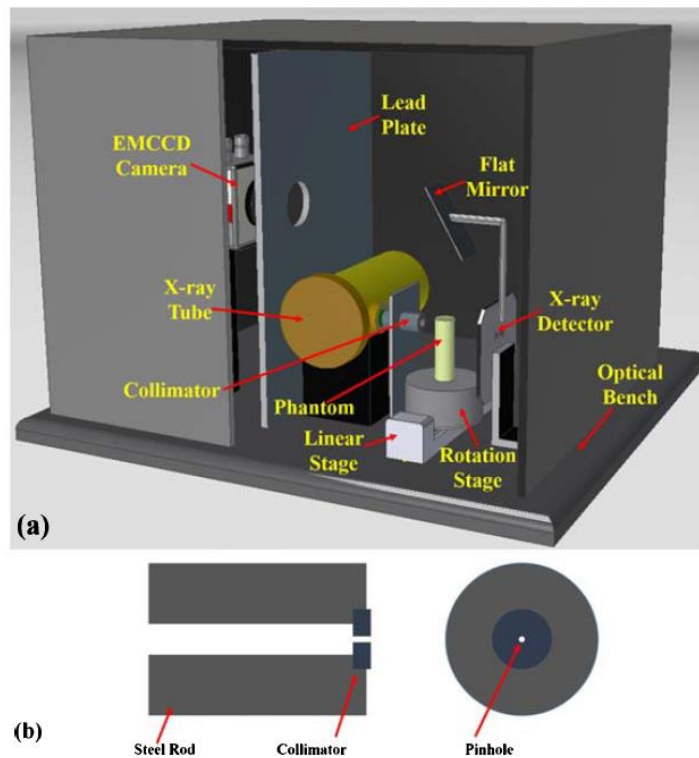 Lead
Plate
EMCCD
Camera
Flat
Mirror
X-ray
Tube
X-ray
Detector
Collimator
Optical
Bench
Phantom
Linear
Stage
Rotation
Stage
(a)
(b)
Steel Rod
Collimator
Pinhole